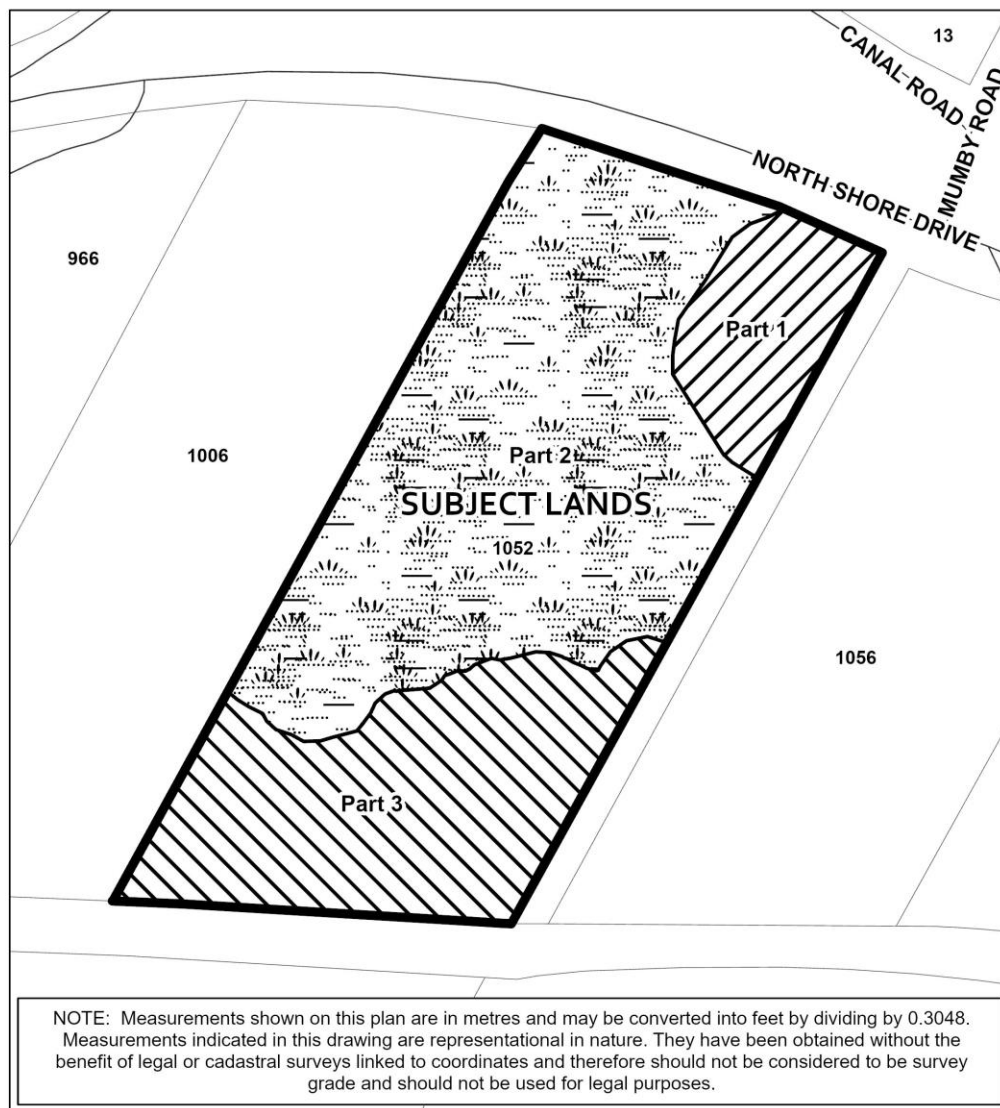 13
CANAL ROAD
MUMBY ROAD
NORTH SHORE DRIVE
966
Part 1
1006
Part 2
SUBJECT LANDS
1052
1056
Part 3
NOTE: Measurements shown on this plan are in metres and may be converted into feet by dividing by 0.3048.
Measurements indicated in this drawing are representational in nature. They have been obtained without the
benefit of legal or cadastral surveys linked to coordinates and therefore should not be considered to be survey
grade and should not be used for legal purposes.